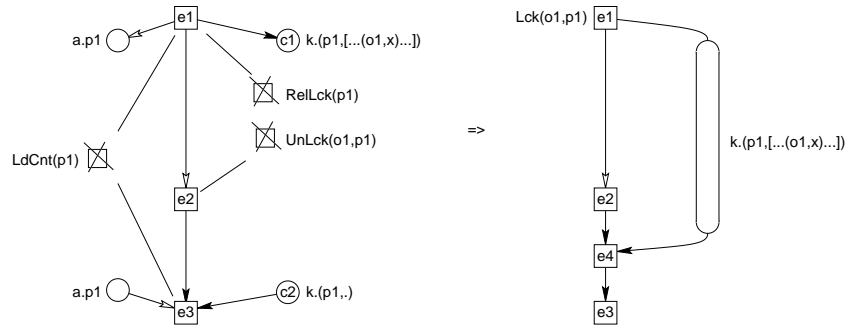 e1
a.p1
c1
k.(p1,[...(o1,x)...])
RelLck(p1)
UnLck(o1,p1)
LdCnt(p1)
e2
a.p1
c2
k.(p1,.)
e3
=>
Lck(o1,p1)
e1
k.(p1,[...(o1,x)...])
e2
e4
e3